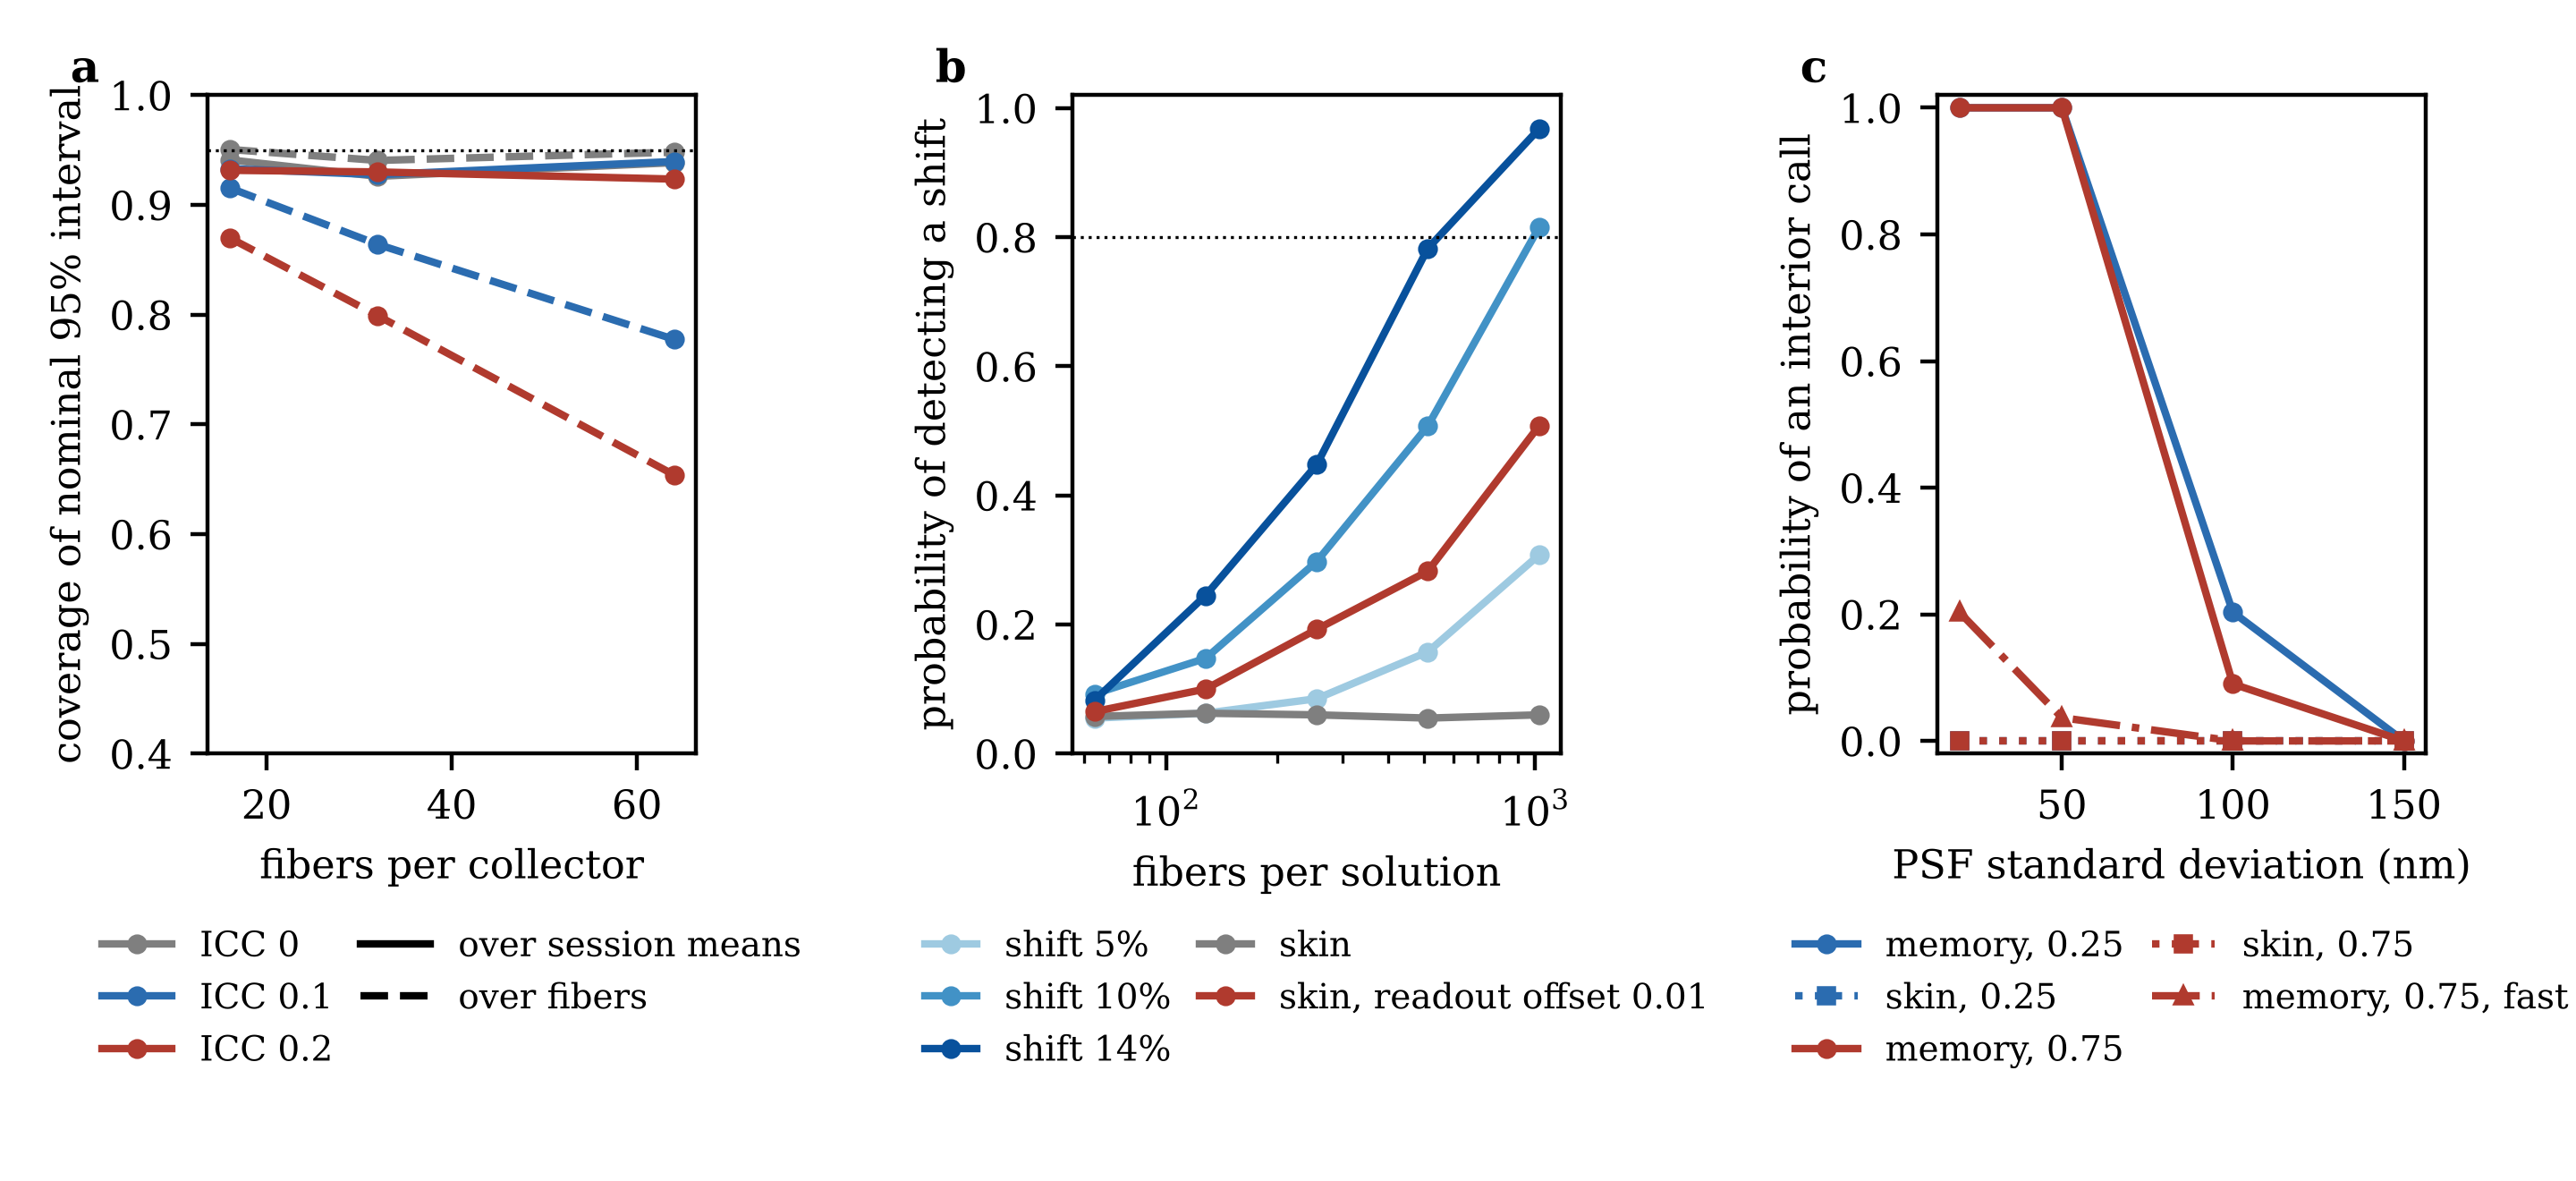 a
coverage of nominal 95% interval
1.0
0.9
0.8
0.7
0.6
0.5
0.4
20 40 60
fibers per collector
ICC 0
ICC 0.1
ICC 0.2
over session means
over fibers
b
probability of detecting a shift
1.0
0.8
0.6
0.4
0.2
0.0
10² 10³
fibers per solution
shift 5%
shift 10%
shift 14%
skin
skin, readout offset 0.01
c
probability of an interior call
1.0
0.8
0.6
0.4
0.2
0.0
50 100 150
PSF standard deviation (nm)
memory, 0.25
skin, 0.25
memory, 0.75
skin, 0.75
memory, 0.75, fast